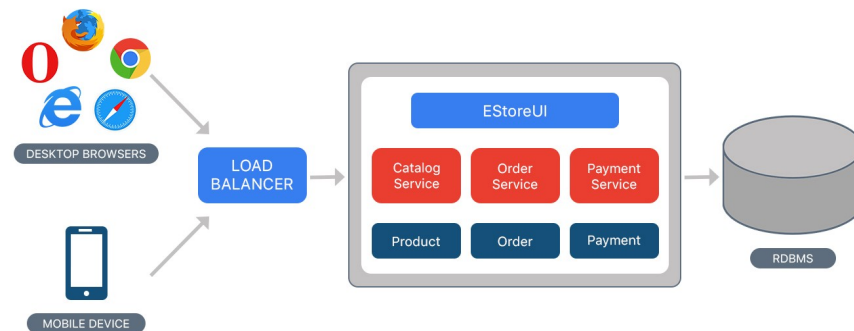 DESKTOP BROWSERS
LOAD
BALANCER
MOBILE DEVICE
EStoreUI
Catalog
Service
Order
Service
Payment
Service
Product
Order
Payment
RDBMS